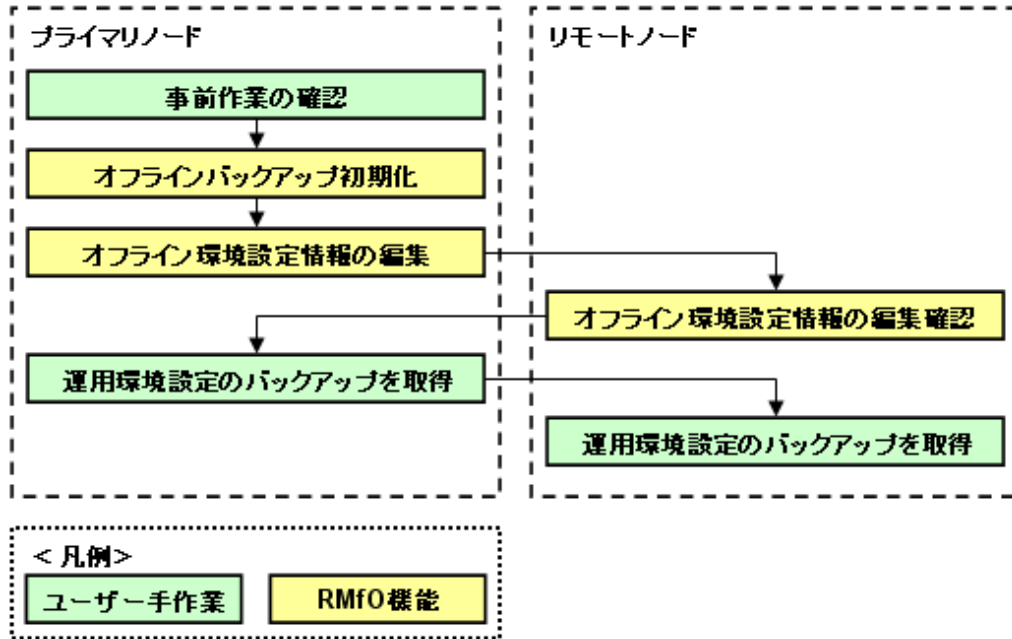 プライマリノード
リモートノード
事前作業の確認
オフラインバックアップ初期化
オフライン環境設定情報の編集
オフライン環境設定情報の編集確認
運用環境設定のバックアップを取得
運用環境設定のバックアップを取得
<凡例>
ユーザー手作業
RMfO機能